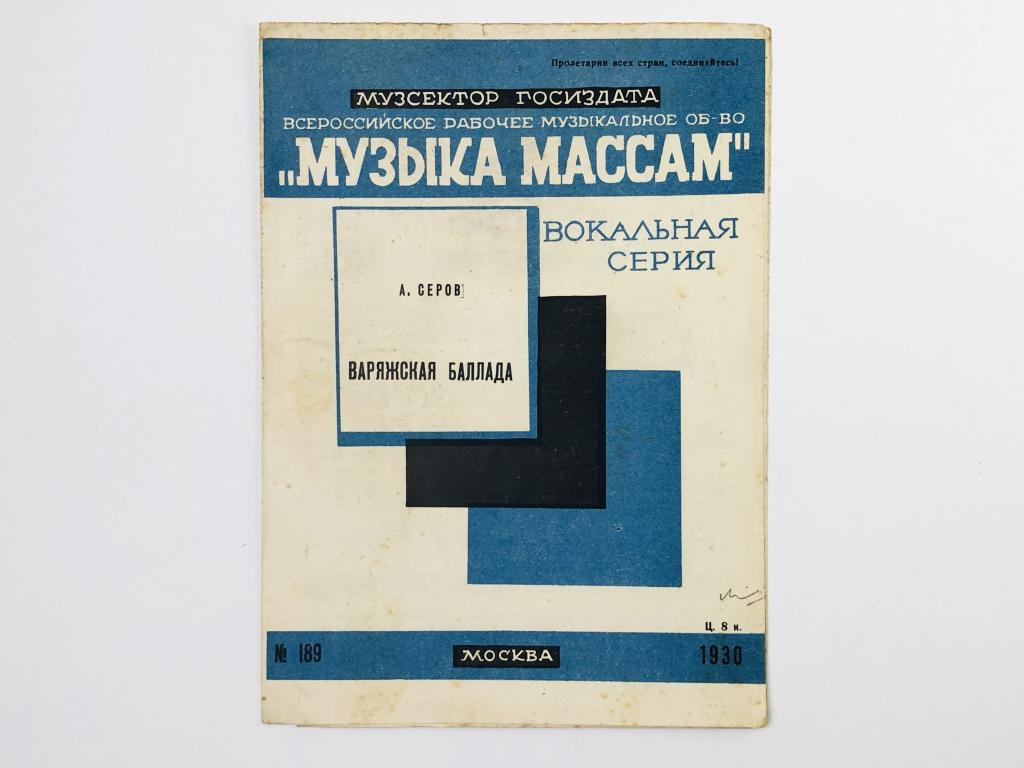 Пролетарии всех стран, соединяйтесь!
МУЗСЕКТОР ГОСИЗДАТА
ВСЕРОССИЙСКОЕ РАБОЧЕЕ МУЗЫКАЛЬНОЕ ОБ-ВО
„МУЗЫКА МАССАМ"
ВОКАЛЬНАЯ
СЕРИЯ
А. СЕРОВ]
ВАРЯЖСКАЯ БАЛЛАДА
Ц. 8 к.
№ 189 МОСКВА 1930